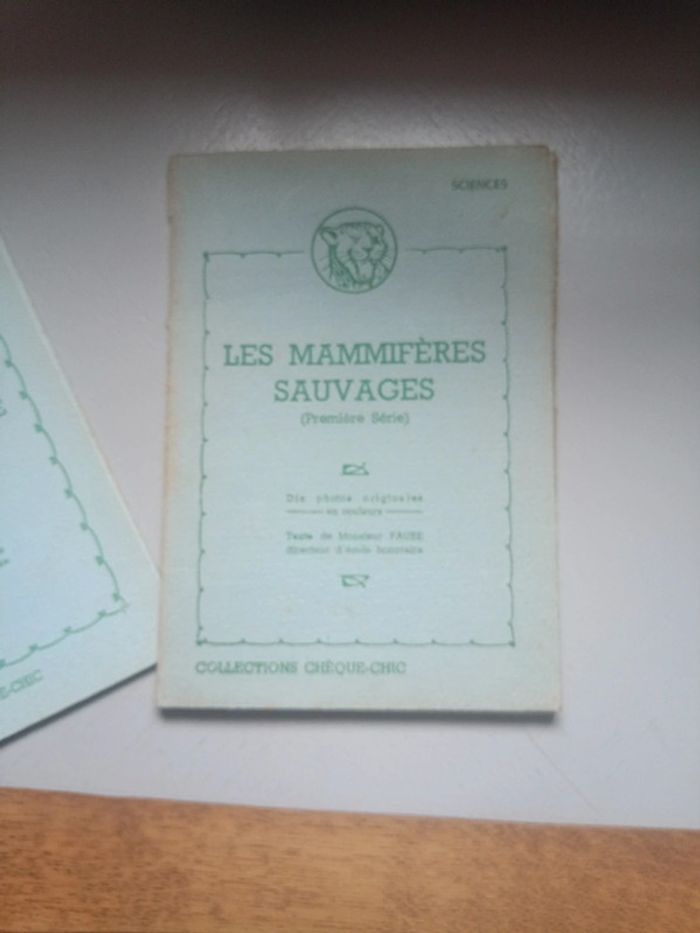 SCIENCES
LES MAMMIFÈRES
SAUVAGES
(Première Série)
Dix photos originales
en couleurs
Texte de Monsieur
directeur d'école honoraire
COLLECTIONS CHÈQUE-CHIC
E-CHIC